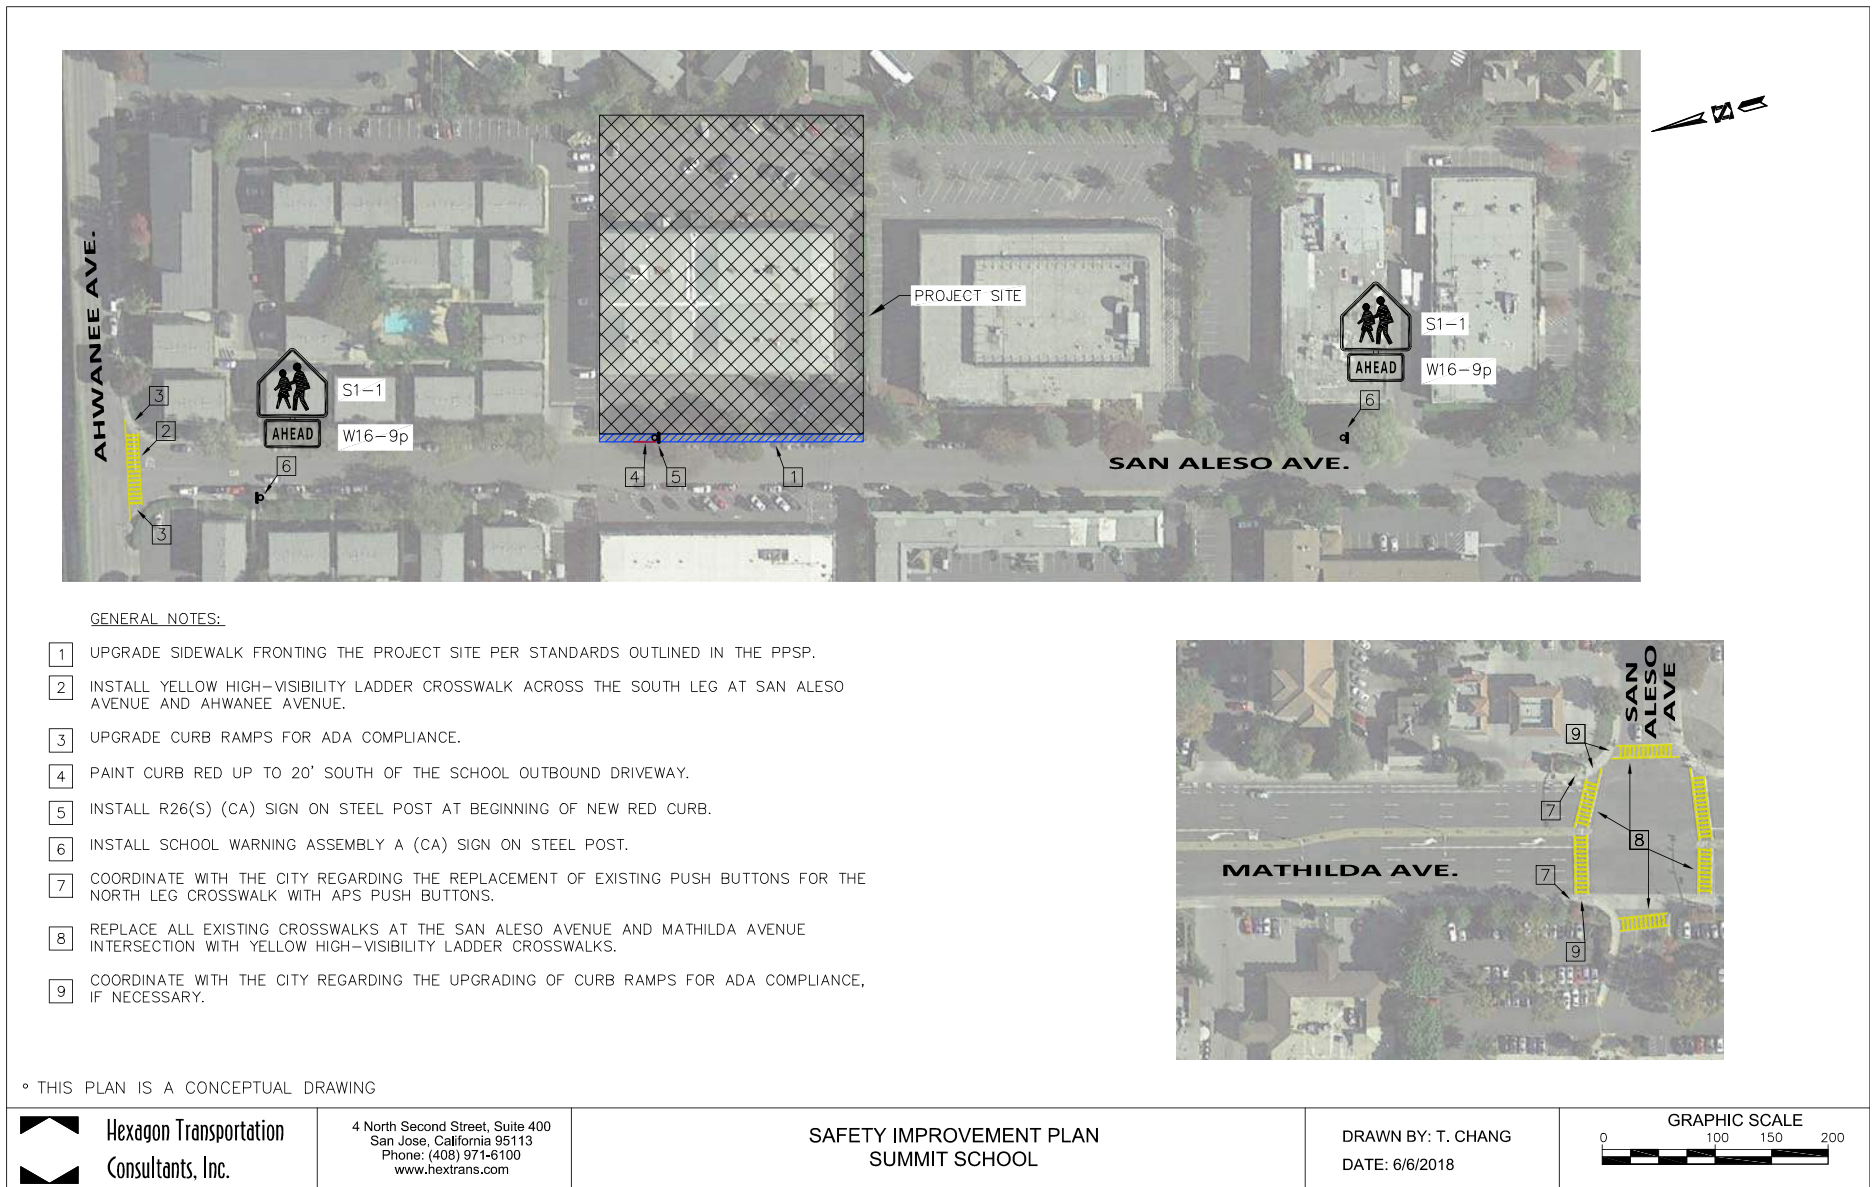 AHWANEE AVE.
PROJECT SITE
S1-1
AHEAD
W16-9p
6
3
2
S1-1
AHEAD
W16-9p
6
3
4
5
1
SAN ALESO AVE.
GENERAL NOTES:
1 UPGRADE SIDEWALK FRONTING THE PROJECT SITE PER STANDARDS OUTLINED IN THE PPSP.
2 INSTALL YELLOW HIGH-VISIBILITY LADDER CROSSWALK ACROSS THE SOUTH LEG AT SAN ALESO
AVENUE AND AHWANEE AVENUE.
3 UPGRADE CURB RAMPS FOR ADA COMPLIANCE.
4 PAINT CURB RED UP TO 20' SOUTH OF THE SCHOOL OUTBOUND DRIVEWAY.
5 INSTALL R26(S) (CA) SIGN ON STEEL POST AT BEGINNING OF NEW RED CURB.
6 INSTALL SCHOOL WARNING ASSEMBLY A (CA) SIGN ON STEEL POST.
7 COORDINATE WITH THE CITY REGARDING THE REPLACEMENT OF EXISTING PUSH BUTTONS FOR THE
NORTH LEG CROSSWALK WITH APS PUSH BUTTONS.
8 REPLACE ALL EXISTING CROSSWALKS AT THE SAN ALESO AVENUE AND MATHILDA AVENUE
INTERSECTION WITH YELLOW HIGH-VISIBILITY LADDER CROSSWALKS.
9 COORDINATE WITH THE CITY REGARDING THE UPGRADING OF CURB RAMPS FOR ADA COMPLIANCE,
IF NECESSARY.
SAN
ALESO
AVE
9
7
8
MATHILDA AVE.
7
9
° THIS PLAN IS A CONCEPTUAL DRAWING
Hexagon Transportation
Consultants, Inc.
4 North Second Street, Suite 400
San Jose, California 95113
Phone: (408) 971-6100
www.hextrans.com
SAFETY IMPROVEMENT PLAN
SUMMIT SCHOOL
DRAWN BY: T. CHANG
DATE: 6/6/2018
GRAPHIC SCALE
0 100 150 200
N